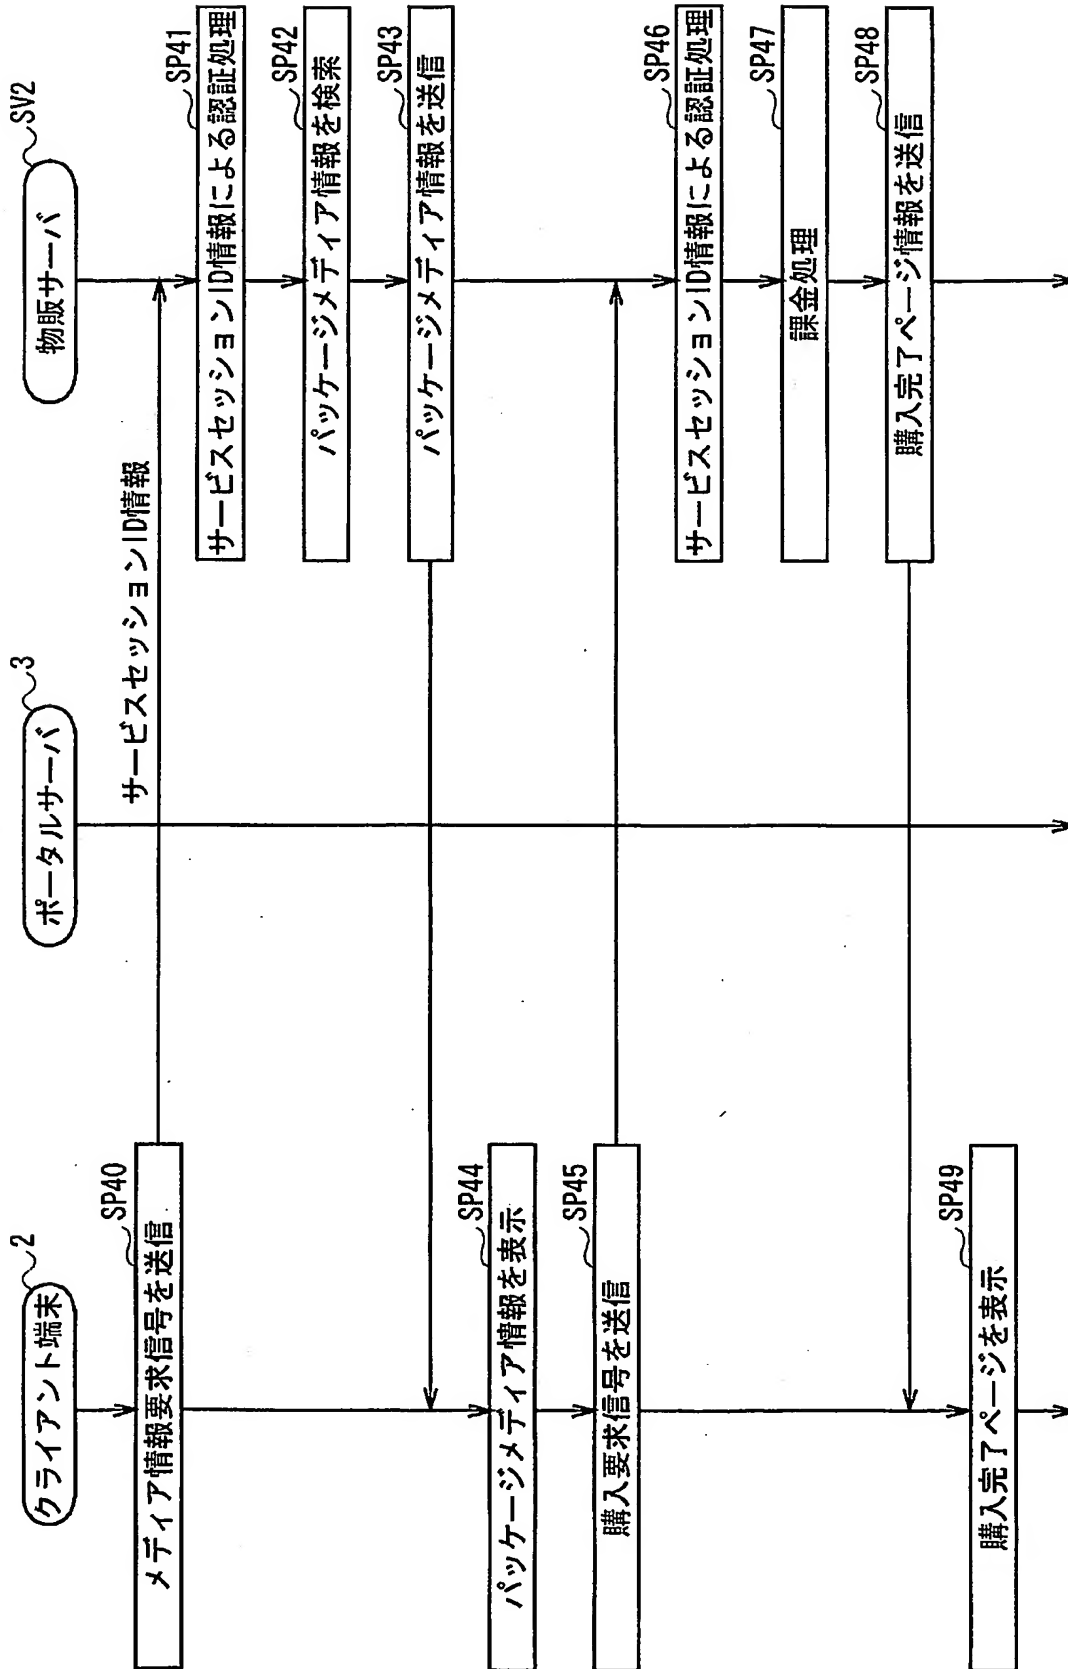 クライアント端末
2
ポータルサーバ
3
物販サーバ
SV2
SP40
メディア情報要求信号を送信
サービスセッションID情報
SP41
サービスセッションID情報による認証処理
SP42
パッケージメディア情報を検索
SP43
パッケージメディア情報を送信
SP44
パッケージメディア情報を表示
SP45
購入要求信号を送信
SP46
サービスセッションID情報による認証処理
SP47
課金処理
SP48
購入完了ページ情報を送信
SP49
購入完了ページを表示